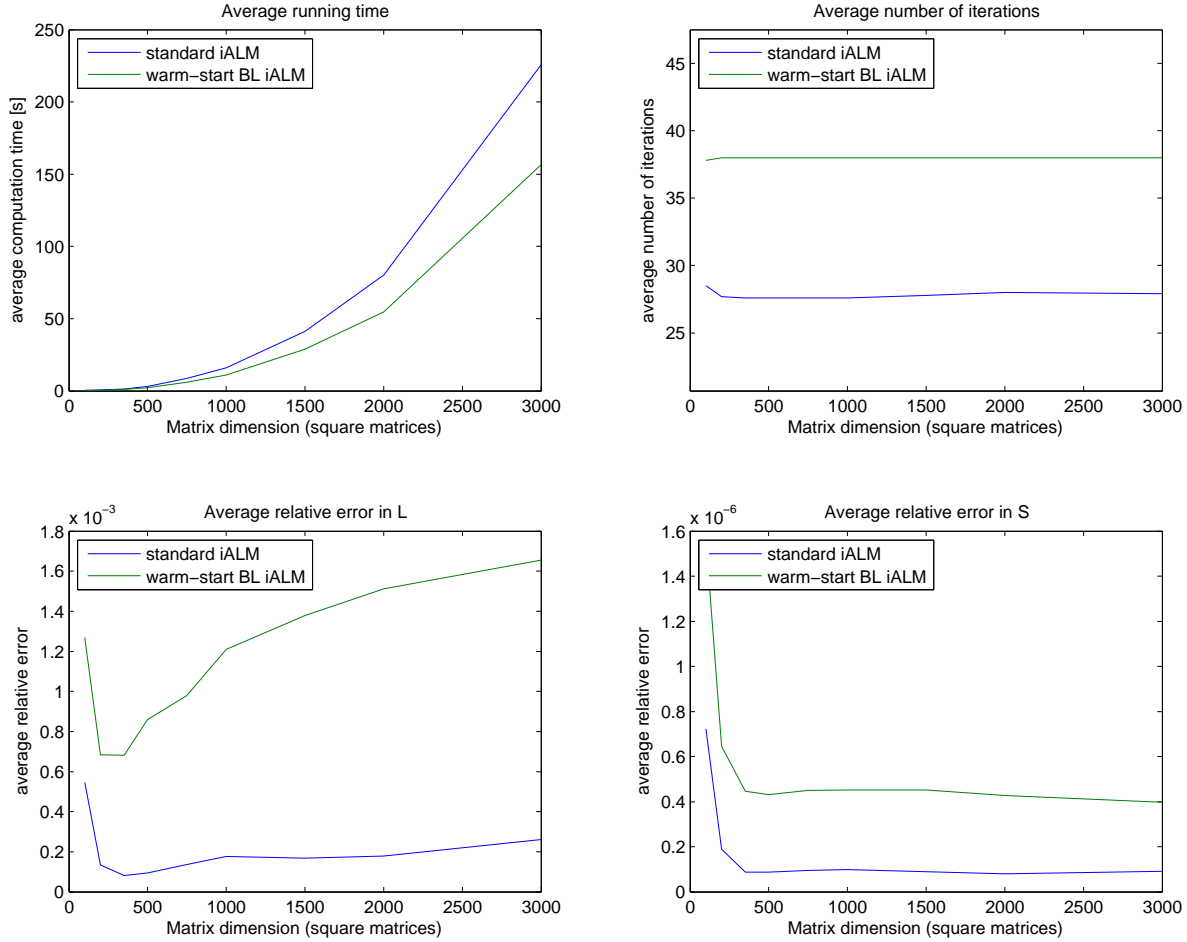 Average running time
250
200
150
100
50
0
average computation time [s]
standard iALM
warm−start BL iALM
0 500 1000 1500 2000 2500 3000
Matrix dimension (square matrices)
Average number of iterations
45
40
35
30
25
average number of iterations
standard iALM
warm−start BL iALM
0 500 1000 1500 2000 2500 3000
Matrix dimension (square matrices)
Average relative error in L
x 10−3
1.8
1.6
1.4
1.2
1
0.8
0.6
0.4
0.2
0
average relative error
standard iALM
warm−start BL iALM
0 500 1000 1500 2000 2500 3000
Matrix dimension (square matrices)
Average relative error in S
x 10−6
1.6
1.4
1.2
1
0.8
0.6
0.4
0.2
0
average relative error
standard iALM
warm−start BL iALM
0 500 1000 1500 2000 2500 3000
Matrix dimension (square matrices)